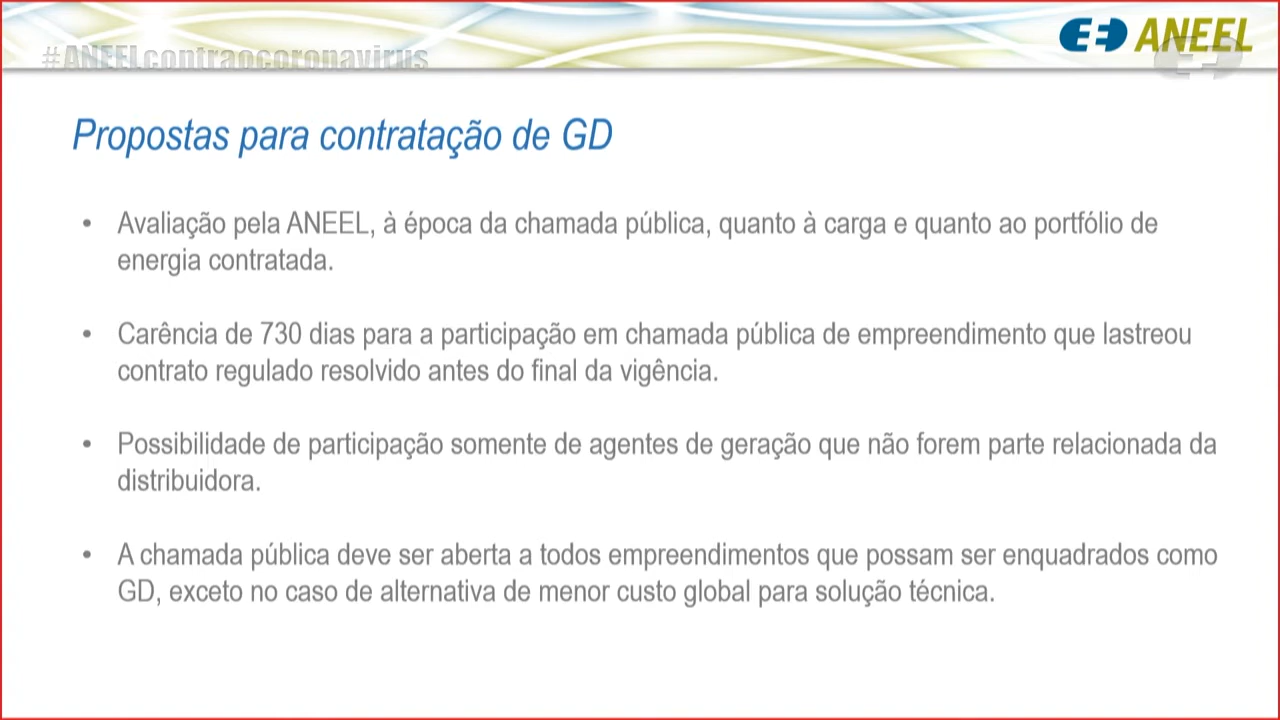 #ANEELcontraocoronavirus
ANEEL
Propostas para contratação de GD
• Avaliação pela ANEEL, à época da chamada pública, quanto à carga e quanto ao portfólio de
energia contratada.
• Carência de 730 dias para a participação em chamada pública de empreendimento que lastreou
contrato regulado resolvido antes do final da vigência.
• Possibilidade de participação somente de agentes de geração que não forem parte relacionada da
distribuidora.
• A chamada pública deve ser aberta a todos empreendimentos que possam ser enquadrados como
GD, exceto no caso de alternativa de menor custo global para solução técnica.